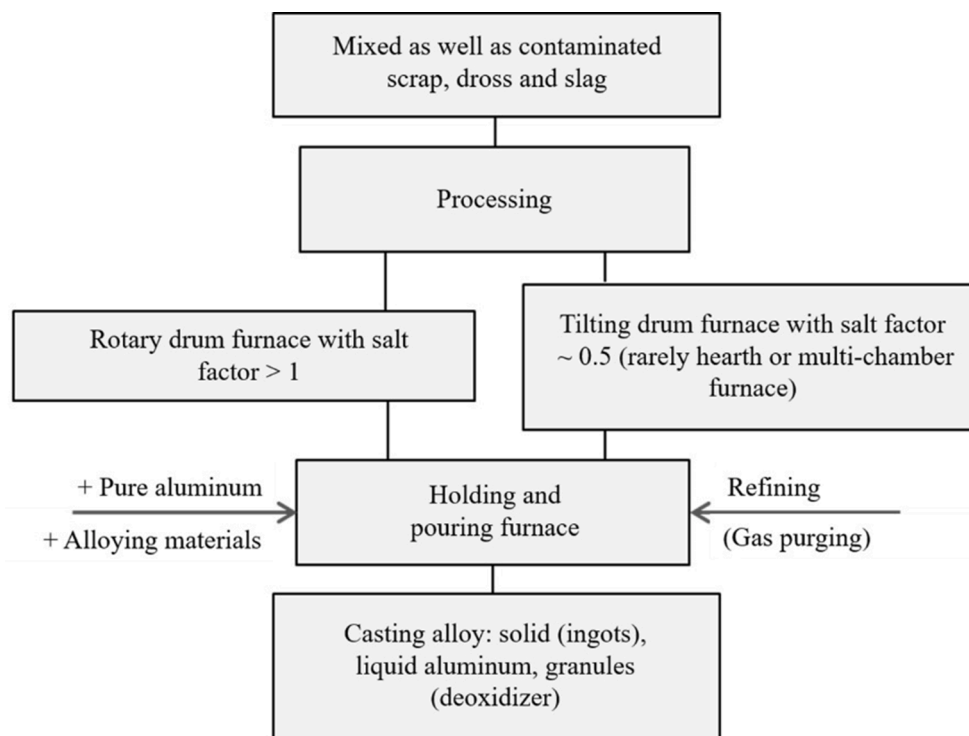 Mixed as well as contaminated
scrap, dross and slag
Processing
Rotary drum furnace with salt
factor > 1
Tilting drum furnace with salt factor
~ 0.5 (rarely hearth or multi-chamber
furnace)
+ Pure aluminum
+ Alloying materials
Holding and
pouring furnace
Refining
(Gas purging)
Casting alloy: solid (ingots),
liquid aluminum, granules
(deoxidizer)